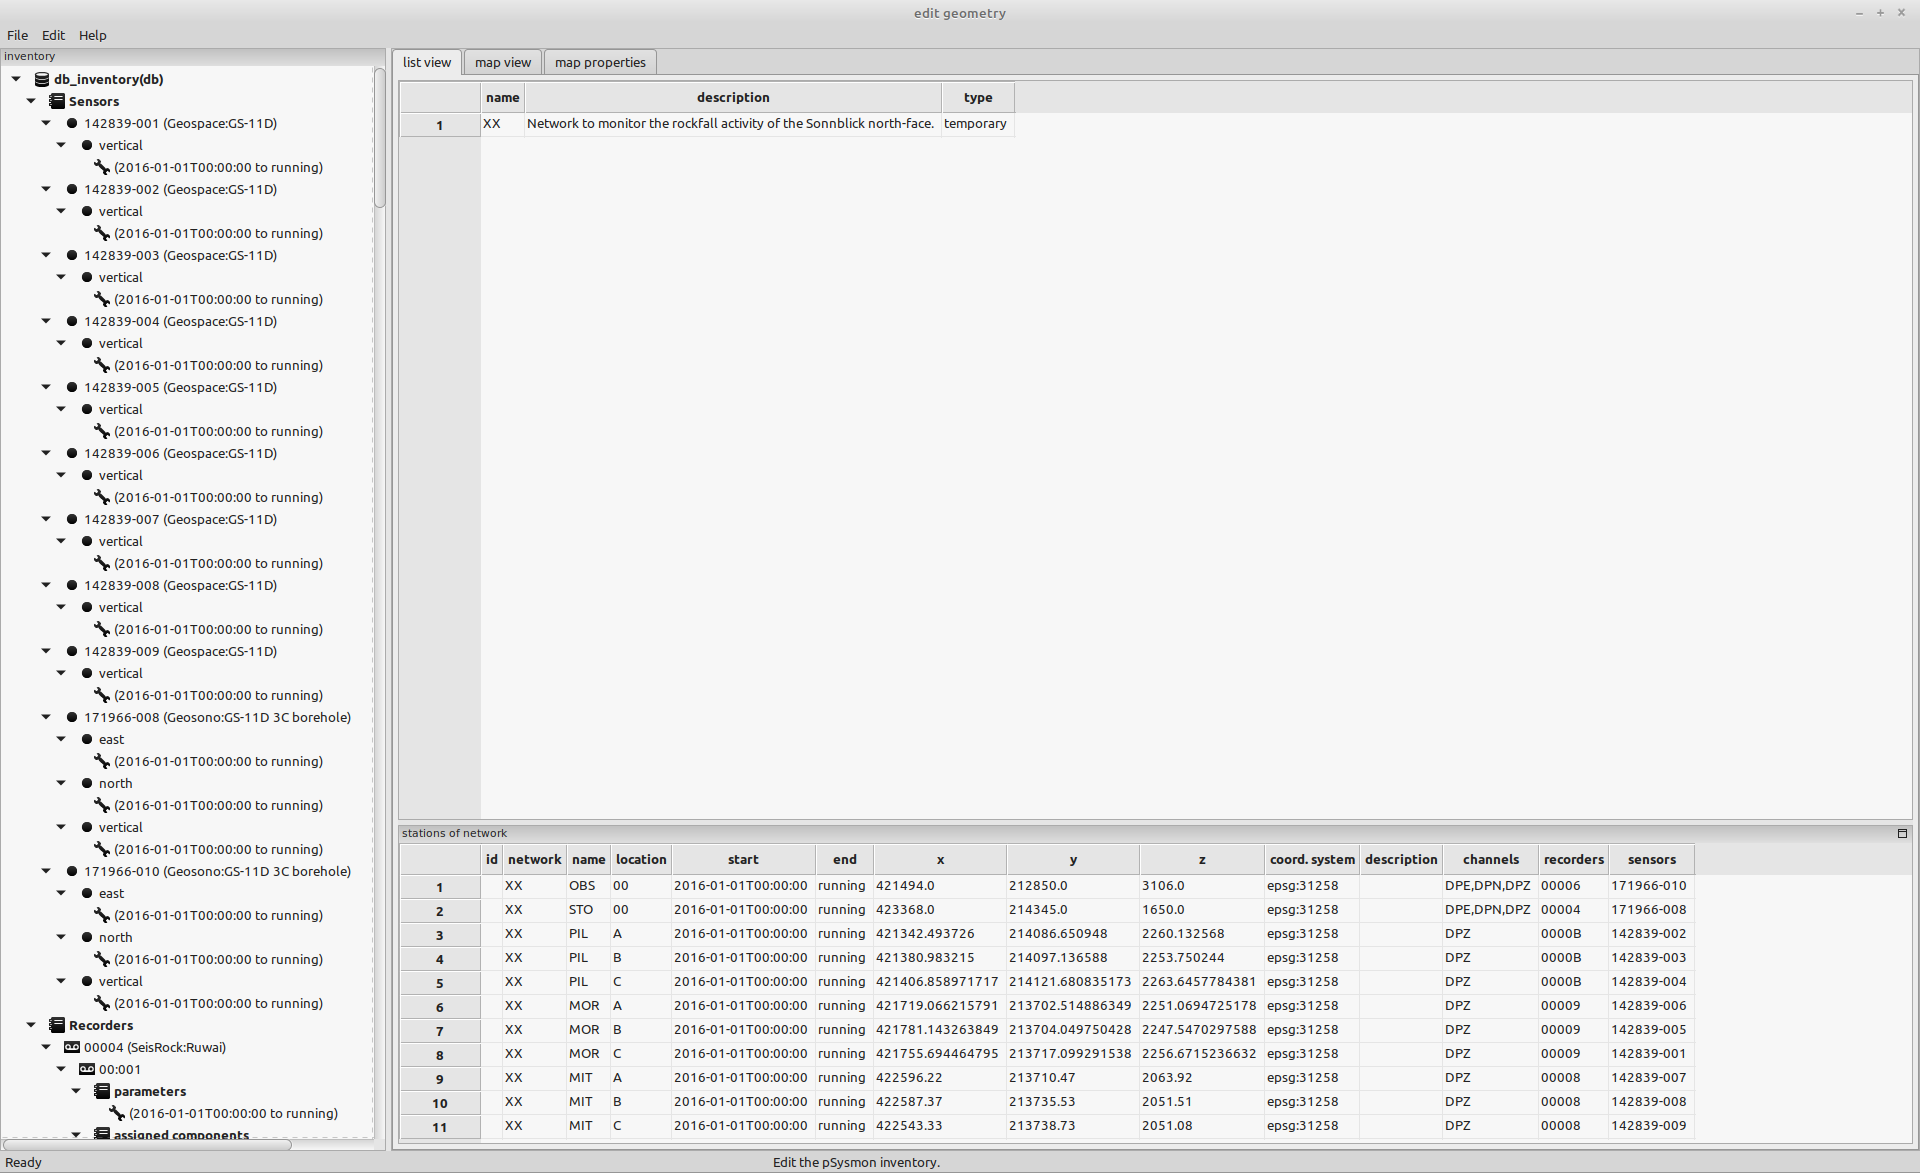 edit geometry
File Edit Help
inventory
db_inventory(db)
Sensors
142839-001 (Geospace:GS-11D)
vertical
(2016-01-01T00:00:00 to running)
142839-002 (Geospace:GS-11D)
vertical
(2016-01-01T00:00:00 to running)
142839-003 (Geospace:GS-11D)
vertical
(2016-01-01T00:00:00 to running)
142839-004 (Geospace:GS-11D)
vertical
(2016-01-01T00:00:00 to running)
142839-005 (Geospace:GS-11D)
vertical
(2016-01-01T00:00:00 to running)
142839-006 (Geospace:GS-11D)
vertical
(2016-01-01T00:00:00 to running)
142839-007 (Geospace:GS-11D)
vertical
(2016-01-01T00:00:00 to running)
142839-008 (Geospace:GS-11D)
vertical
(2016-01-01T00:00:00 to running)
142839-009 (Geospace:GS-11D)
vertical
(2016-01-01T00:00:00 to running)
171966-008 (Geosono:GS-11D 3C borehole)
east
(2016-01-01T00:00:00 to running)
north
(2016-01-01T00:00:00 to running)
vertical
(2016-01-01T00:00:00 to running)
171966-010 (Geosono:GS-11D 3C borehole)
east
(2016-01-01T00:00:00 to running)
north
(2016-01-01T00:00:00 to running)
vertical
(2016-01-01T00:00:00 to running)
Recorders
00004 (SeisRock:Ruwai)
00:001
parameters
(2016-01-01T00:00:00 to running)
assigned components
list view map view map properties
name description type
1 XX Network to monitor the rockfall activity of the Sonnblick north-face. temporary
stations of network
id network name location start end x y z coord. system description channels recorders sensors
1 XX OBS 00 2016-01-01T00:00:00 running 421494.0 212850.0 3106.0 epsg:31258 DPE,DPN,DPZ 00006 171966-010
2 XX STO 00 2016-01-01T00:00:00 running 423368.0 214345.0 1650.0 epsg:31258 DPE,DPN,DPZ 00004 171966-008
3 XX PIL A 2016-01-01T00:00:00 running 421342.493726 214086.650948 2260.132568 epsg:31258 DPZ 0000B 142839-002
4 XX PIL B 2016-01-01T00:00:00 running 421380.983215 214097.136588 2253.750244 epsg:31258 DPZ 0000B 142839-003
5 XX PIL C 2016-01-01T00:00:00 running 421406.858971717 214121.680835173 2263.6457784381 epsg:31258 DPZ 0000B 142839-004
6 XX MOR A 2016-01-01T00:00:00 running 421719.066215791 213702.514886349 2251.0694725178 epsg:31258 DPZ 00009 142839-006
7 XX MOR B 2016-01-01T00:00:00 running 421781.143263849 213704.049750428 2247.5470297588 epsg:31258 DPZ 00009 142839-005
8 XX MOR C 2016-01-01T00:00:00 running 421755.694464795 213717.099291538 2256.6715236632 epsg:31258 DPZ 00009 142839-001
9 XX MIT A 2016-01-01T00:00:00 running 422596.22 213710.47 2063.92 epsg:31258 DPZ 00008 142839-007
10 XX MIT B 2016-01-01T00:00:00 running 422587.37 213735.53 2051.51 epsg:31258 DPZ 00008 142839-008
11 XX MIT C 2016-01-01T00:00:00 running 422543.33 213738.73 2051.08 epsg:31258 DPZ 00008 142839-009
Ready Edit the pSysmon inventory.